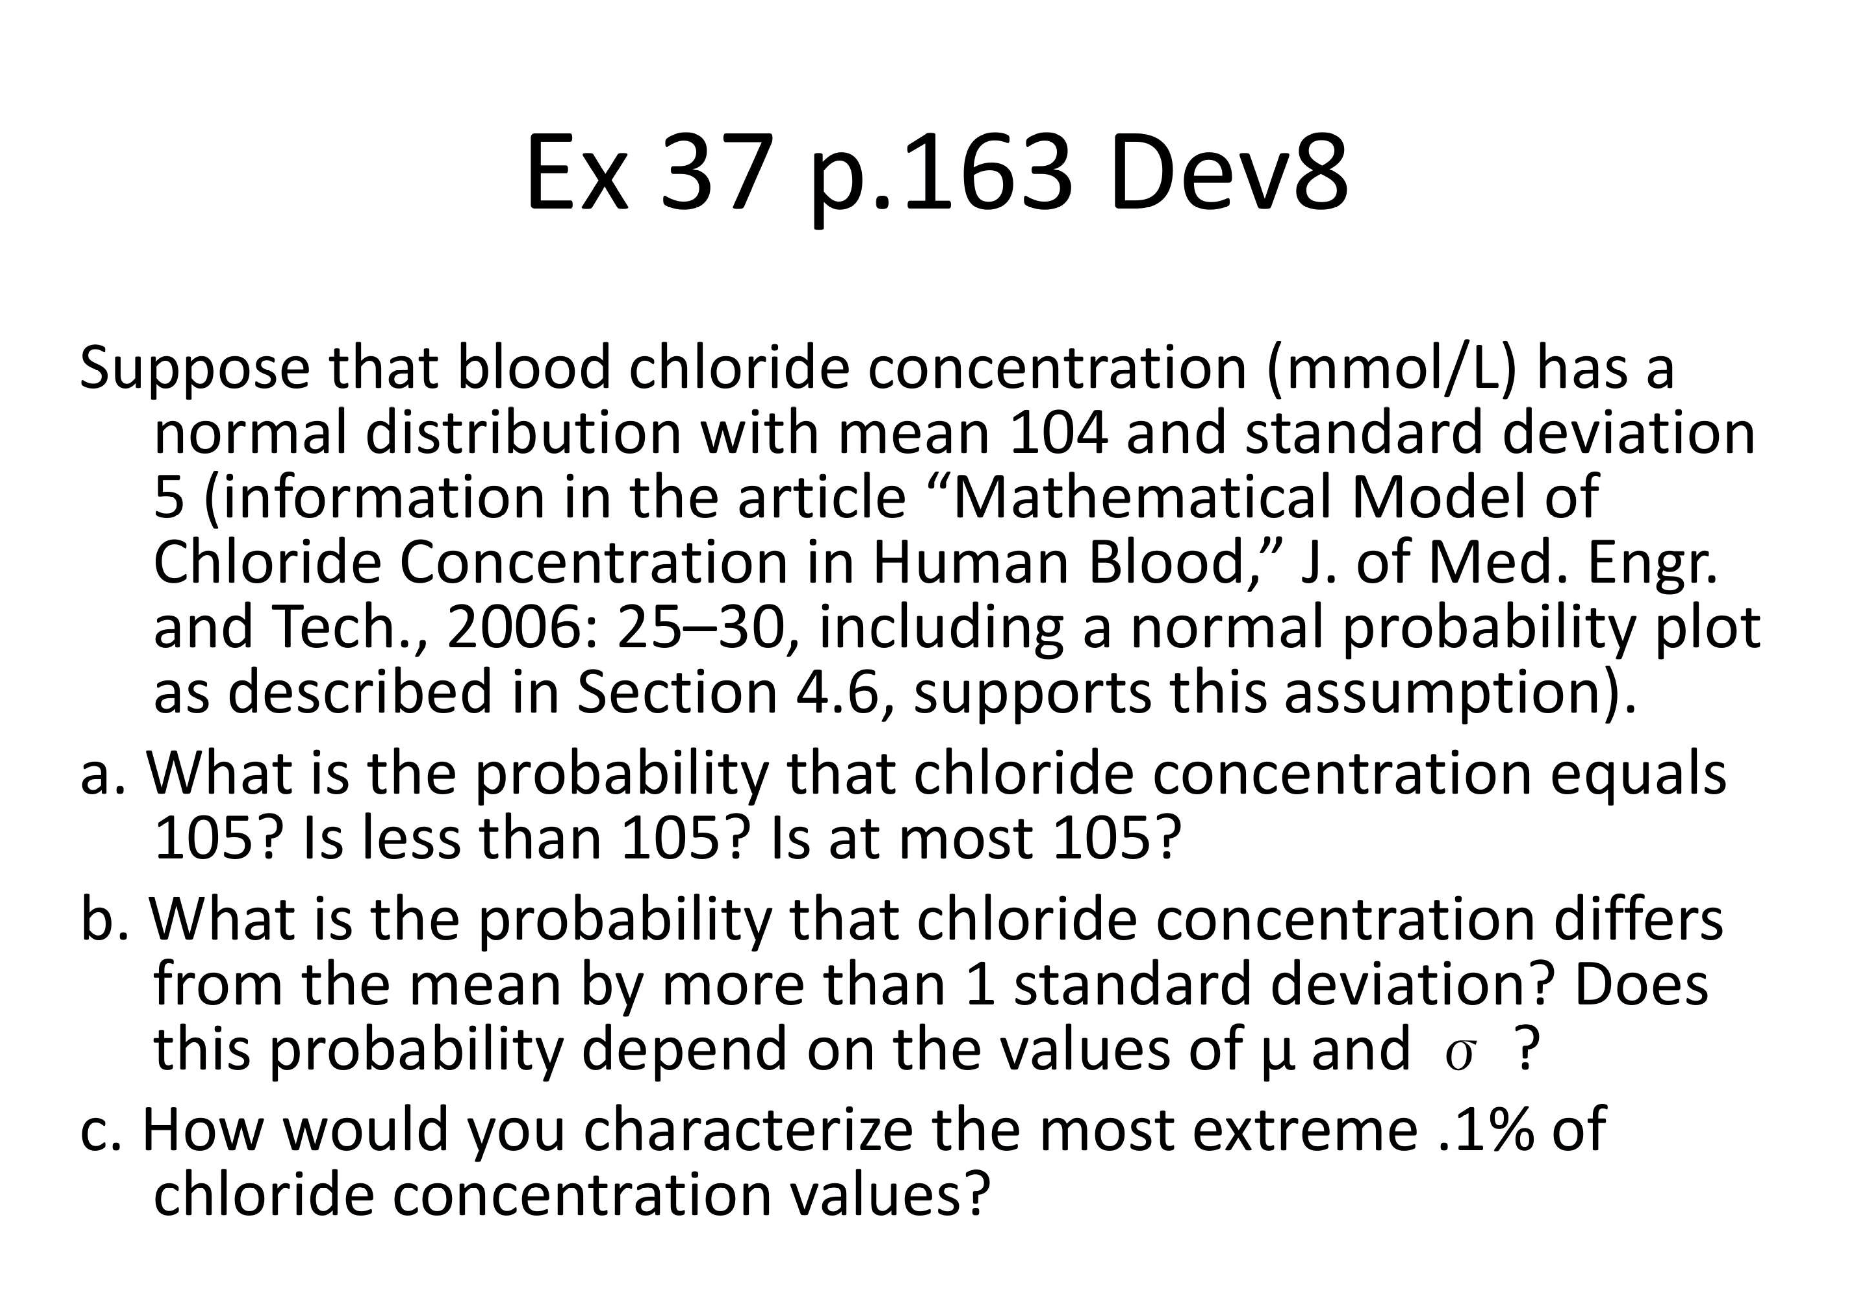 Ex 37 p.163 Dev8
Suppose that blood chloride concentration (mmol/L) has a
normal distribution with mean 104 and standard deviation
5 (information in the article “Mathematical Model of
Chloride Concentration in Human Blood,” J. of Med. Engr.
and Tech., 2006: 25–30, including a normal probability plot
as described in Section 4.6, supports this assumption).
a. What is the probability that chloride concentration equals
105? Is less than 105? Is at most 105?
b. What is the probability that chloride concentration differs
from the mean by more than 1 standard deviation? Does
this probability depend on the values of µ and σ ?
c. How would you characterize the most extreme .1% of
chloride concentration values?